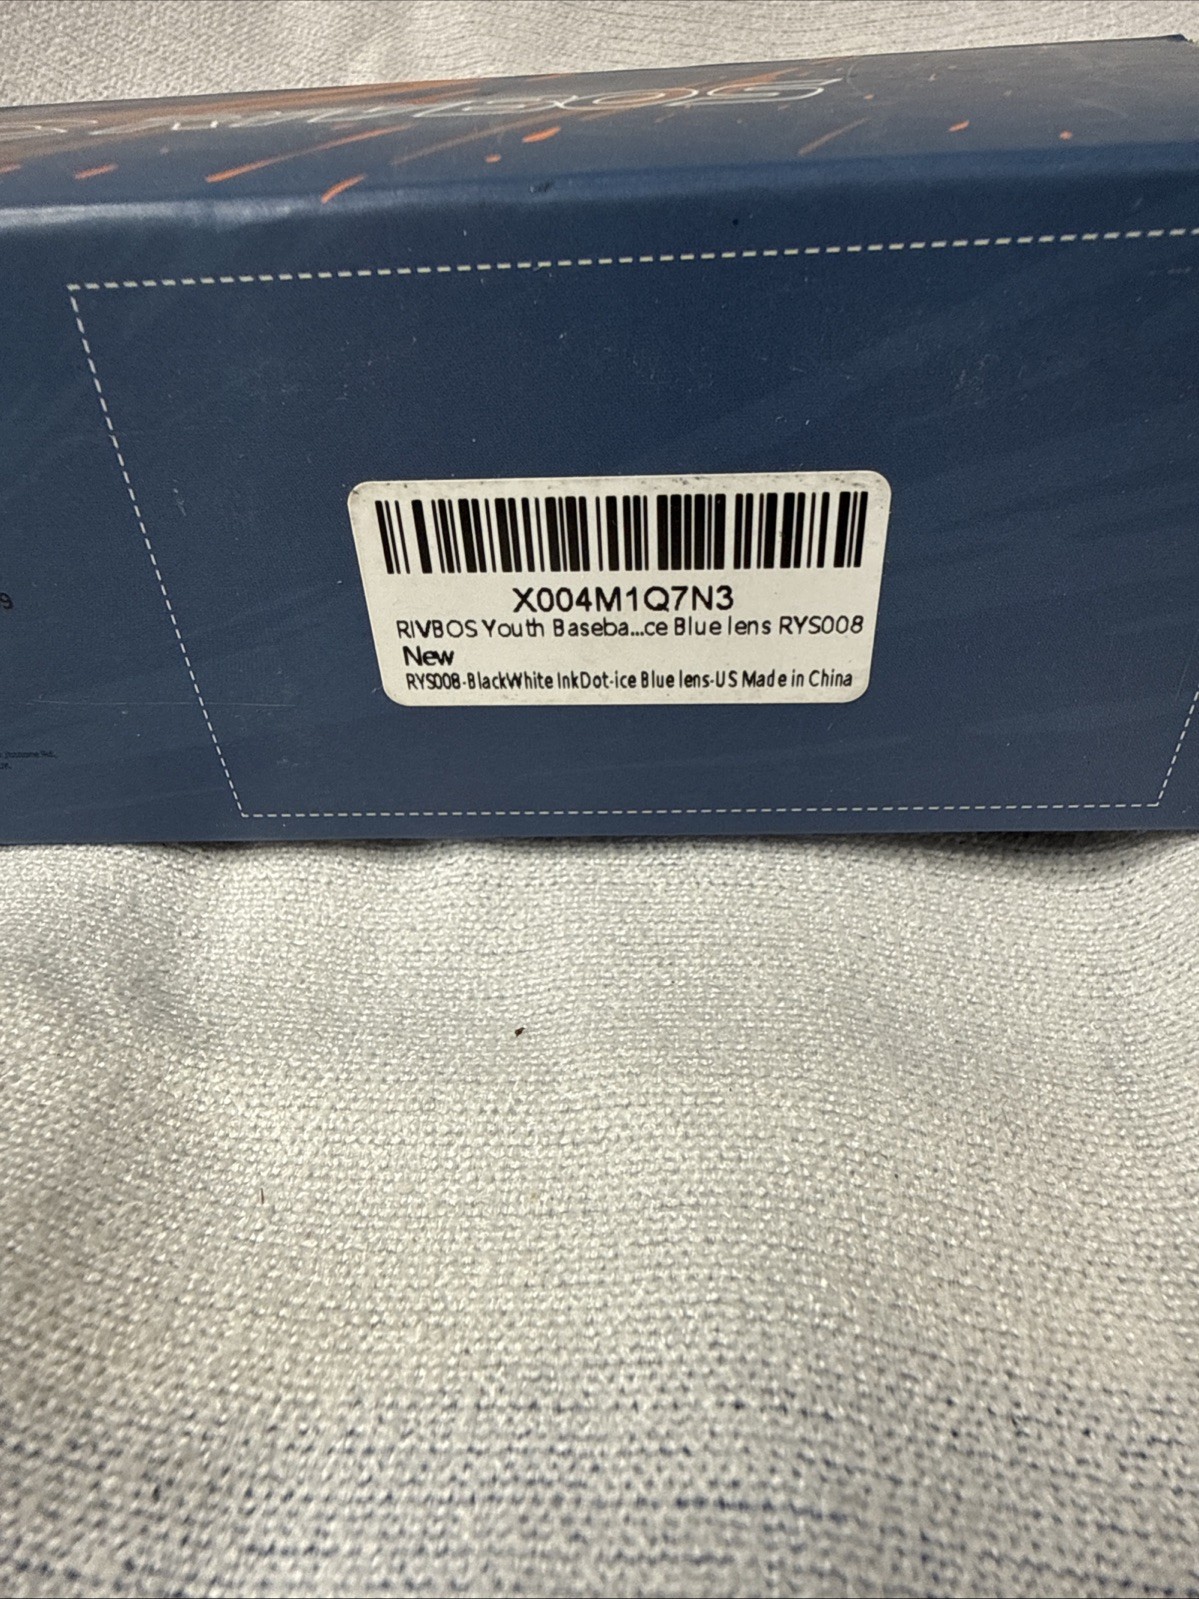 X004M1Q7N3
RIVBOS Youth Baseba...ce Blue lens RYS008
New
RYS008-BlackWhite InkDot-ice Blue lens-US Made in China
9